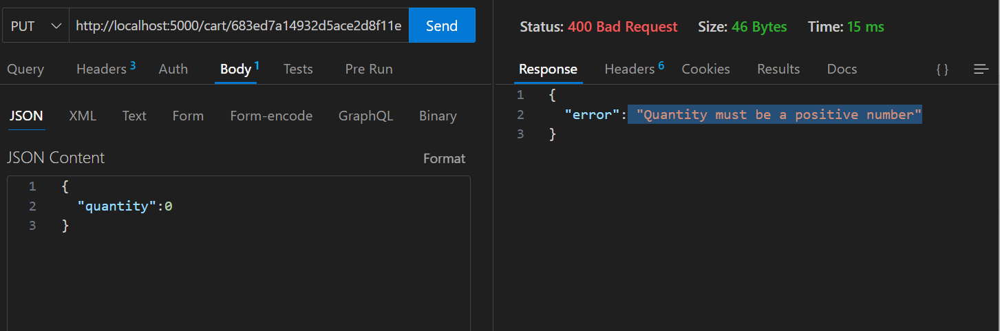 PUT http://localhost:5000/cart/683ed7a14932d5ace2d8f11e Send
Query Headers 3 Auth Body 1 Tests Pre Run
JSON XML Text Form Form-encode GraphQL Binary
JSON Content Format
1 {
2 "quantity":0
3 }
Status: 400 Bad Request Size: 46 Bytes Time: 15 ms
Response Headers 6 Cookies Results Docs { }
1 {
2 "error": "Quantity must be a positive number"
3 }